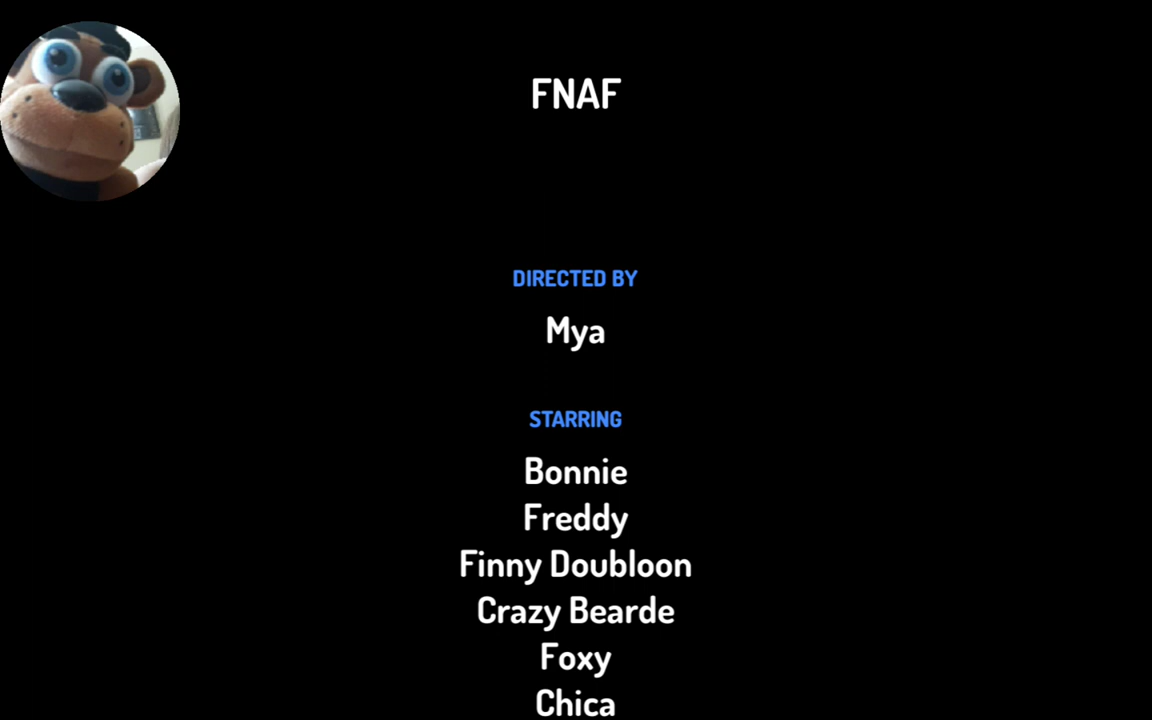 FNAF
DIRECTED BY
Mya
STARRING
Bonnie
Freddy
Finny Doubloon
Crazy Bearde
Foxy
Chica